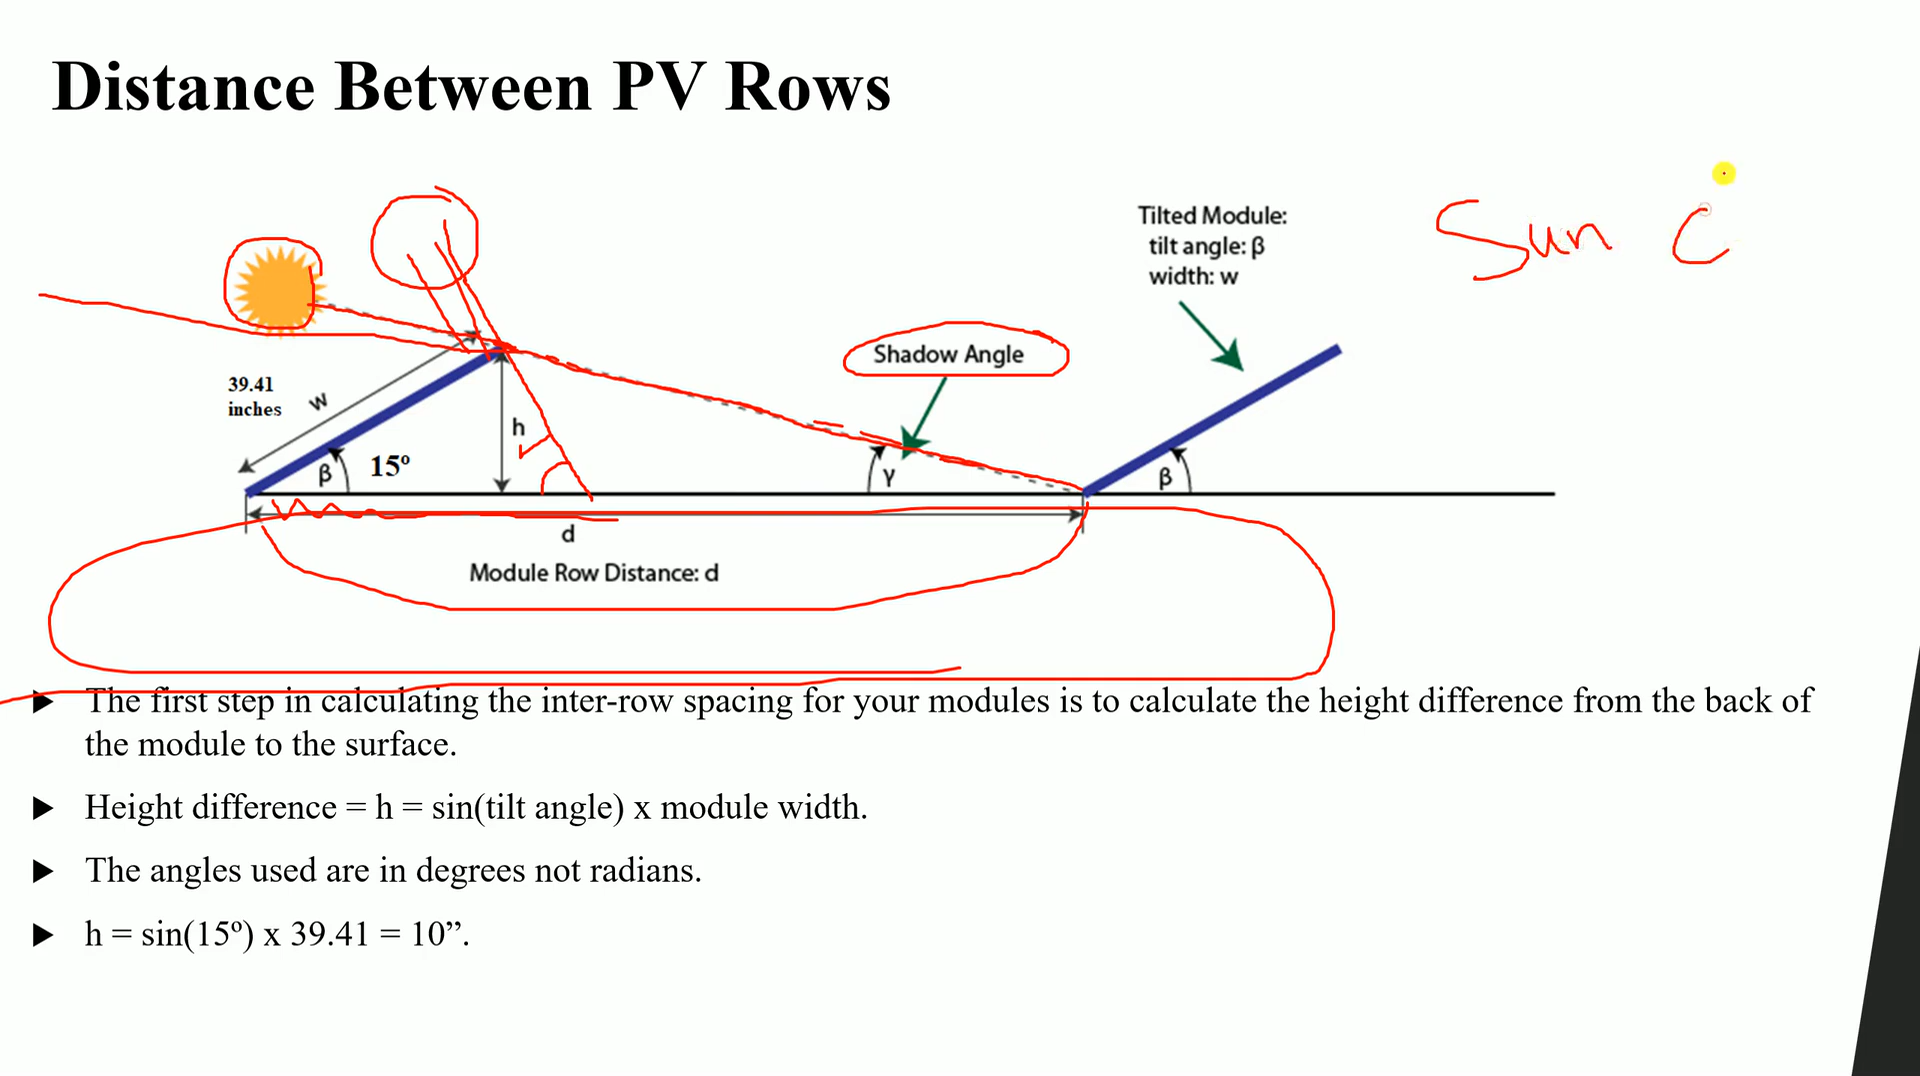 Distance Between PV Rows
Tilted Module:
tilt angle: β
width: w
Sun C
Shadow Angle
39.41
inches
w
h
β
15º
γ
β
d
Module Row Distance: d
▶ The first step in calculating the inter-row spacing for your modules is to calculate the height difference from the back of
the module to the surface.
▶ Height difference = h = sin(tilt angle) x module width.
▶ The angles used are in degrees not radians.
▶ h = sin(15º) x 39.41 = 10”.